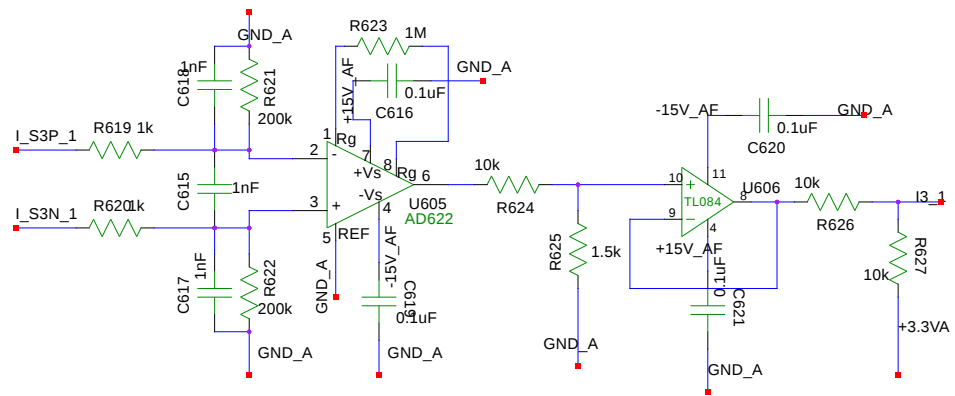 GND_A
R623
1M
GND_A
1nF
C618
R621
200k
+15V_AF
C616
0.1uF
-15V_AF
GND_A
0.1uF
C620
I_S3P_1
R619 1k
1
Rg
2
-
7
+Vs
8
Rg
6
10k
R624
10
+
11
TL084
U606
8
10k
R626
I3_1
C615
1nF
-Vs
4
U605
AD622
3
+
5
REF
I_S3N_1
R620
1k
9
-
4
+15V_AF
R625
1.5k
R627
10k
1nF
C617
R622
200k
GND_A
-15V_AF
C619
0.1uF
0.1uF
C621
+3.3VA
GND_A
GND_A
GND_A
GND_A